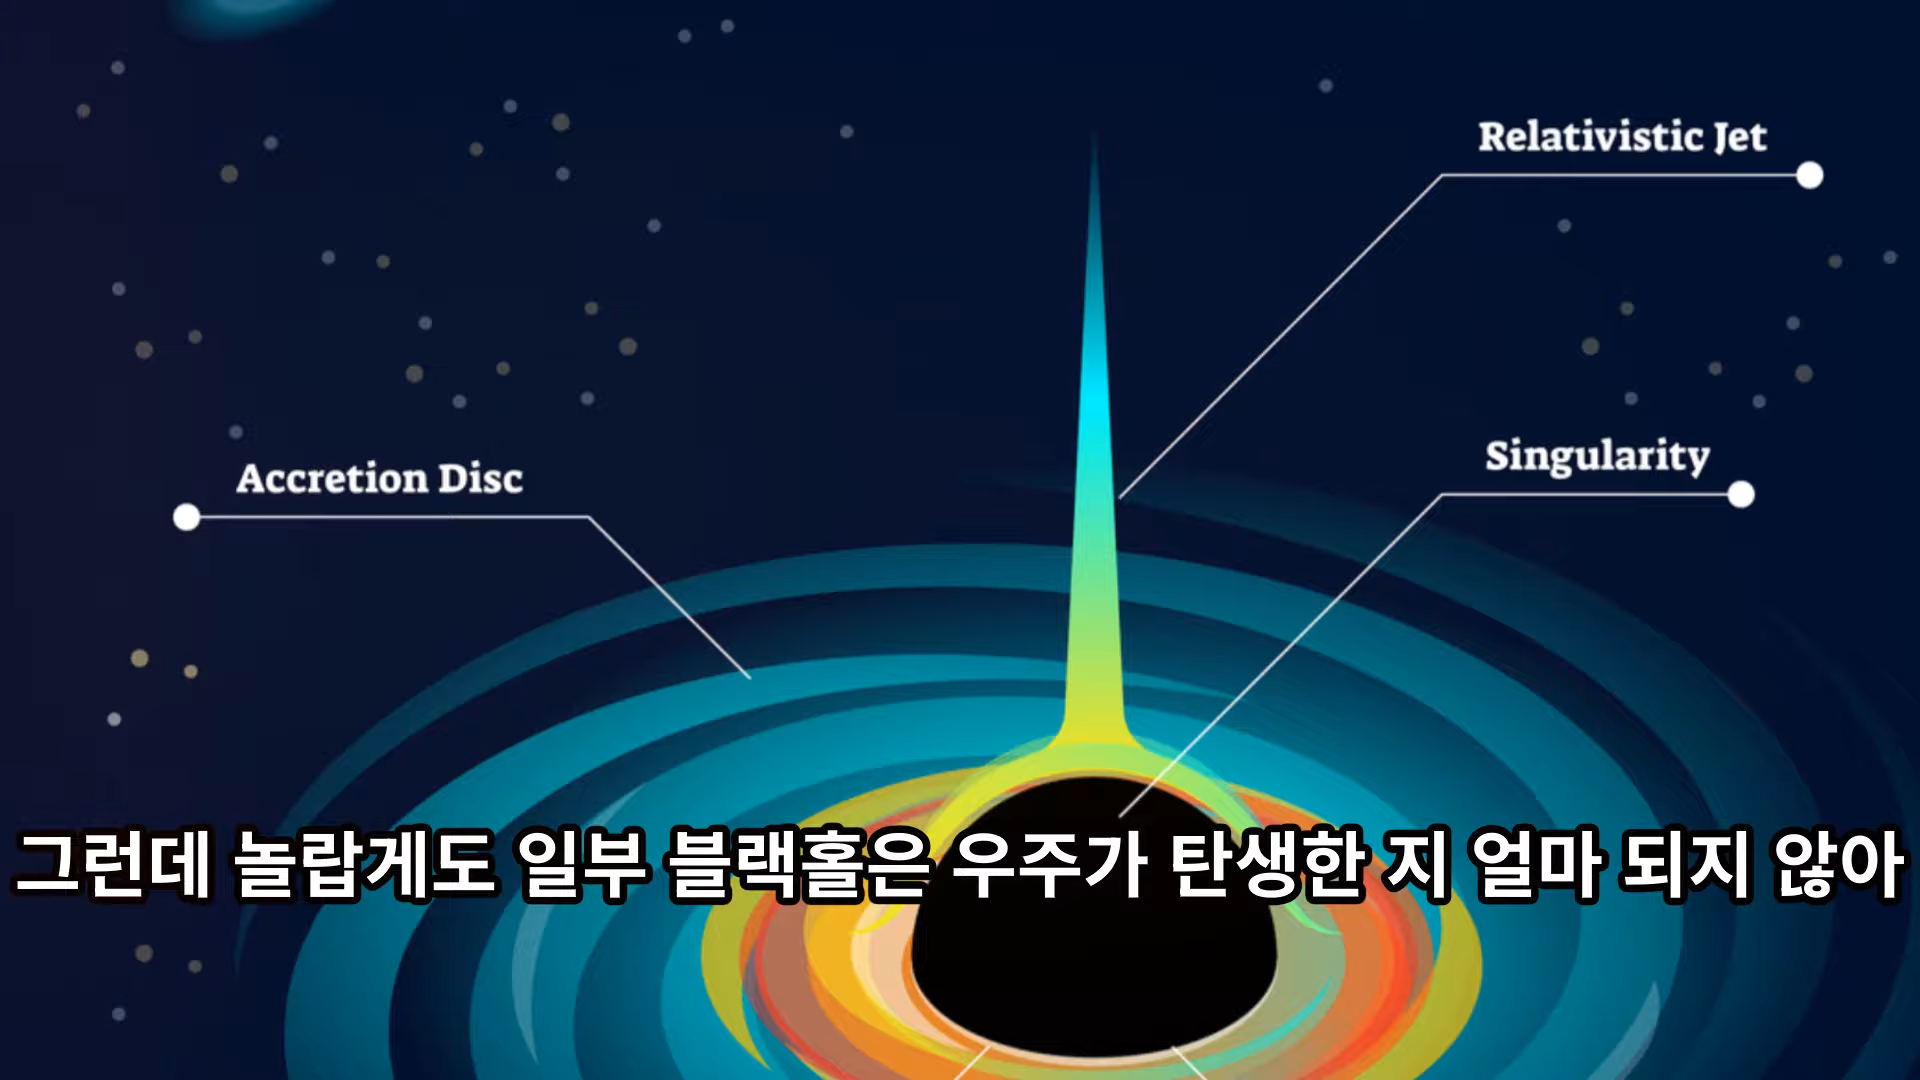 Relativistic Jet
Singularity
Accretion Disc
그런데 놀랍게도 일부 블랙홀은 우주가 탄생한 지 얼마 되지 않아